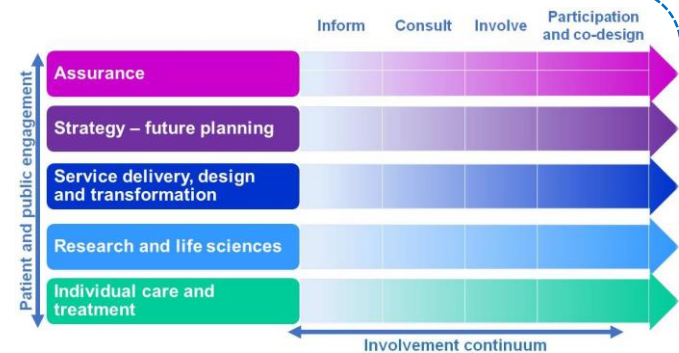 Inform Consult Involve Participation
and co-design
Patient and public engagement
Assurance
Strategy – future planning
Service delivery, design
and transformation
Research and life sciences
Individual care and
treatment
Involvement continuum